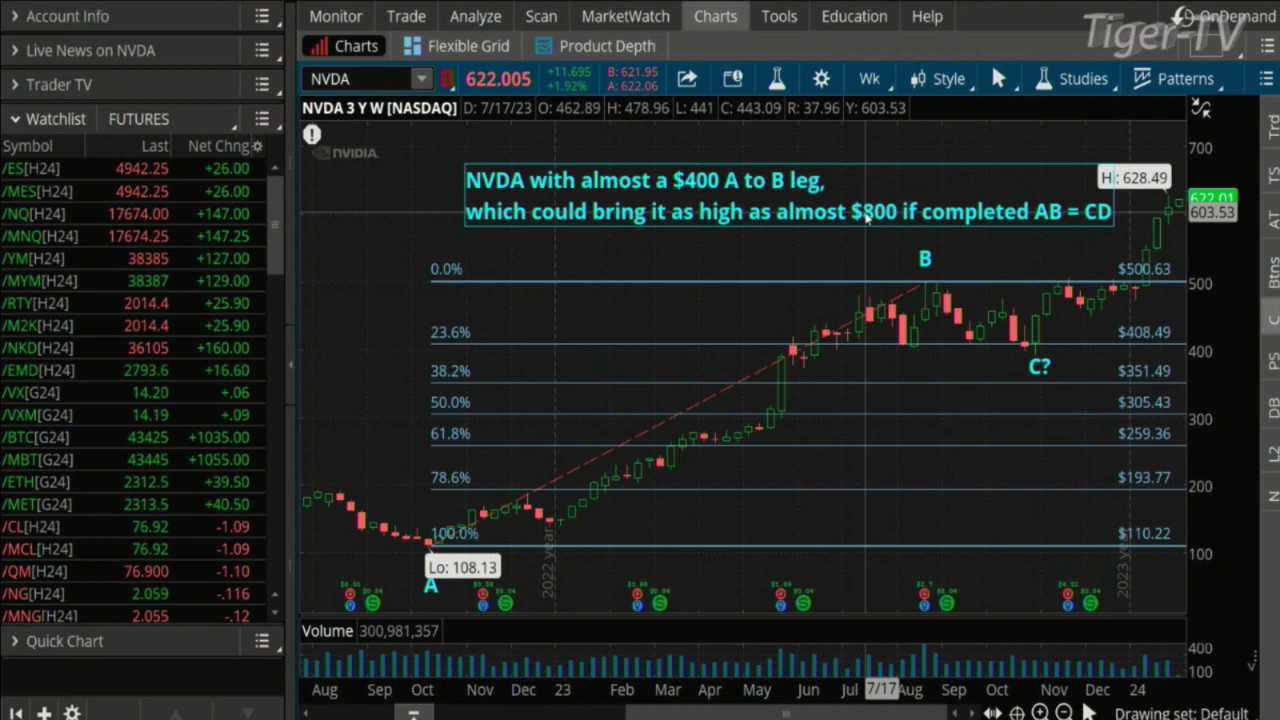 Account Info
Live News on NVDA
Trader TV
Watchlist FUTURES
Symbol Last Net Chng
/ES[H24] 4942.25 +26.00
/MES[H24] 4942.25 +26.00
/NQ[H24] 17674.00 +147.00
/MNQ[H24] 17674.25 +147.25
/YM[H24] 38385 +127.00
/MYM[H24] 38387 +129.00
/RTY[H24] 2014.4 +25.90
/M2K[H24] 2014.4 +25.90
/NKD[H24] 36105 +160.00
/EMD[H24] 2793.6 +16.60
/VX[H24] 14.20 +.06
/VXM[H24] 14.19 +.09
/BTC[G24] 43425 +1035.00
/MBT[G24] 43445 +1055.00
/ETH[G24] 2312.5 +39.50
/MET[G24] 2313.5 +40.50
/CL[H24] 76.92 -1.09
/MCL[H24] 76.92 -1.09
/QM[H24] 76.900 -1.10
/NG[H24] 2.059 -.116
/MNG[H24] 2.055 -.12
Quick Chart
Monitor Trade Analyze Scan MarketWatch Charts Tools Education Help
OnDemand
Tiger-TV
Charts Flexible Grid Product Depth
NVDA 622.005 +11.695 +1.92% B: 621.95 A: 622.06 Wk Style Studies Patterns
NVDA 3 Y W [NASDAQ] D: 7/17/23 O: 462.89 H: 478.96 L: 441 C: 443.09 R: 37.96 Y: 603.53
NVIDIA
NVDA with almost a $400 A to B leg,
which could bring it as high as almost $800 if completed AB = CD
Hi: 628.49
700
622.01
603.53
B
0.0% $500.63
500
23.6% $408.49
400
C?
38.2% $351.49
50.0% $305.43
300
61.8% $259.36
78.6% $193.77
200
100.0% $110.22
100
Lo: 108.13
A
2022 year
2023 year
Volume 300,981,357
400
100
Aug Sep Oct Nov Dec 23 Feb Mar Apr May Jun Jul 7/17 Aug Sep Oct Nov Dec 24
Drawing set: Default
Trd
TS
AT
Btns
C
PS
DB
L2
N